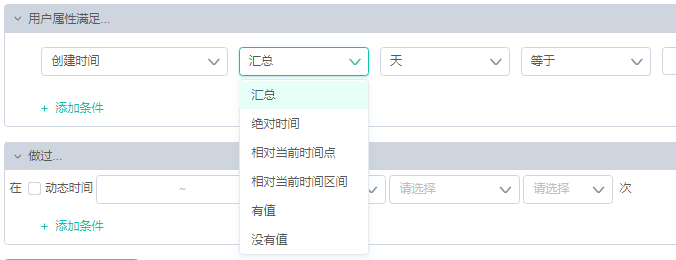 用户属性满足...
创建时间 汇总 天 等于
汇总
+ 添加条件
绝对时间
相对当前时间点
做过...
相对当前时间区间
在 动态时间 ~ 请选择 请选择 次
有值
+ 添加条件
没有值